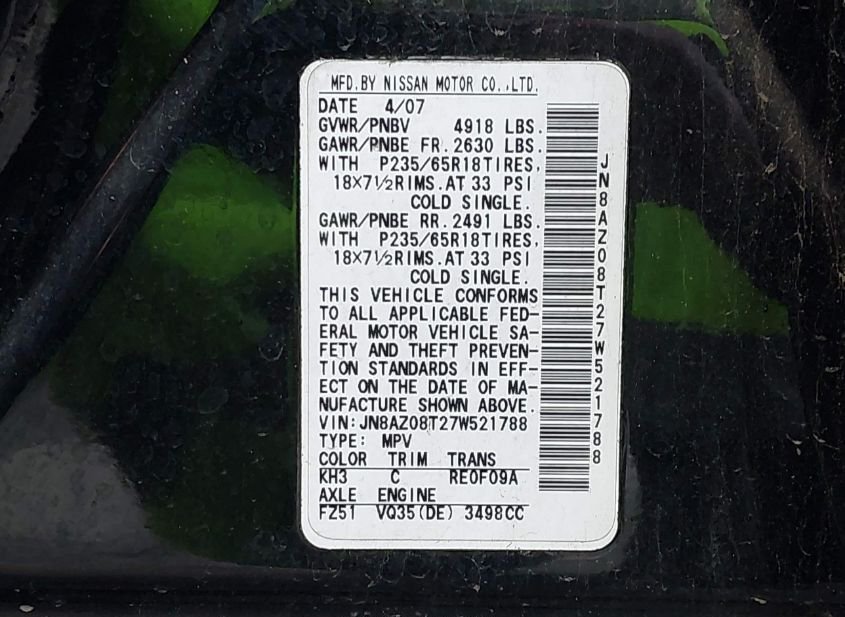 MFD.BY NISSAN MOTOR CO.,LTD.
DATE 4/07
GVWR/PNBV 4918 LBS.
GAWR/PNBE FR.2630 LBS.
WITH P235/65R18TIRES,
18×7½RIMS.AT 33 PSI
COLD SINGLE.
GAWR/PNBE RR.2491 LBS.
WITH P235/65R18TIRES,
18×7½RIMS.AT 33 PSI
COLD SINGLE.
THIS VEHICLE CONFORMS
TO ALL APPLICABLE FED-
ERAL MOTOR VEHICLE SA-
FETY AND THEFT PREVEN-
TION STANDARDS IN EFF-
ECT ON THE DATE OF MA-
NUFACTURE SHOWN ABOVE.
VIN:JN8AZ08T27W521788
TYPE: MPV
COLOR TRIM TRANS
KH3 C RE0F09A
AXLE ENGINE
FZ51 VQ35(DE) 3498CC
JN8AZ08T27W521788